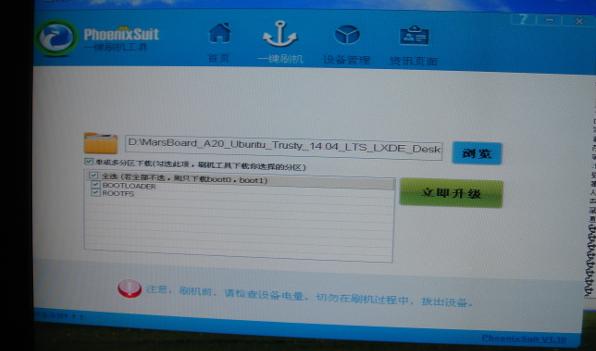 PhoenixSuit
一键刷机工具
首页
一键刷机
设备管理
资讯页面
D:\MarsBoard_A20_Ubuntu_Trusty_14.04_LTS_LXDE_Desk
浏览
单或多分区下载(勾选此项，刷机工具下载你选择的分区)
全选 (若全部不选，则只下载boot0，boot1)
BOOTLOADER
ROOTFS
立即升级
注意，刷机前，请检查设备电量，切勿在刷机过程中，拔出设备。
PhoenixSuit V1.10